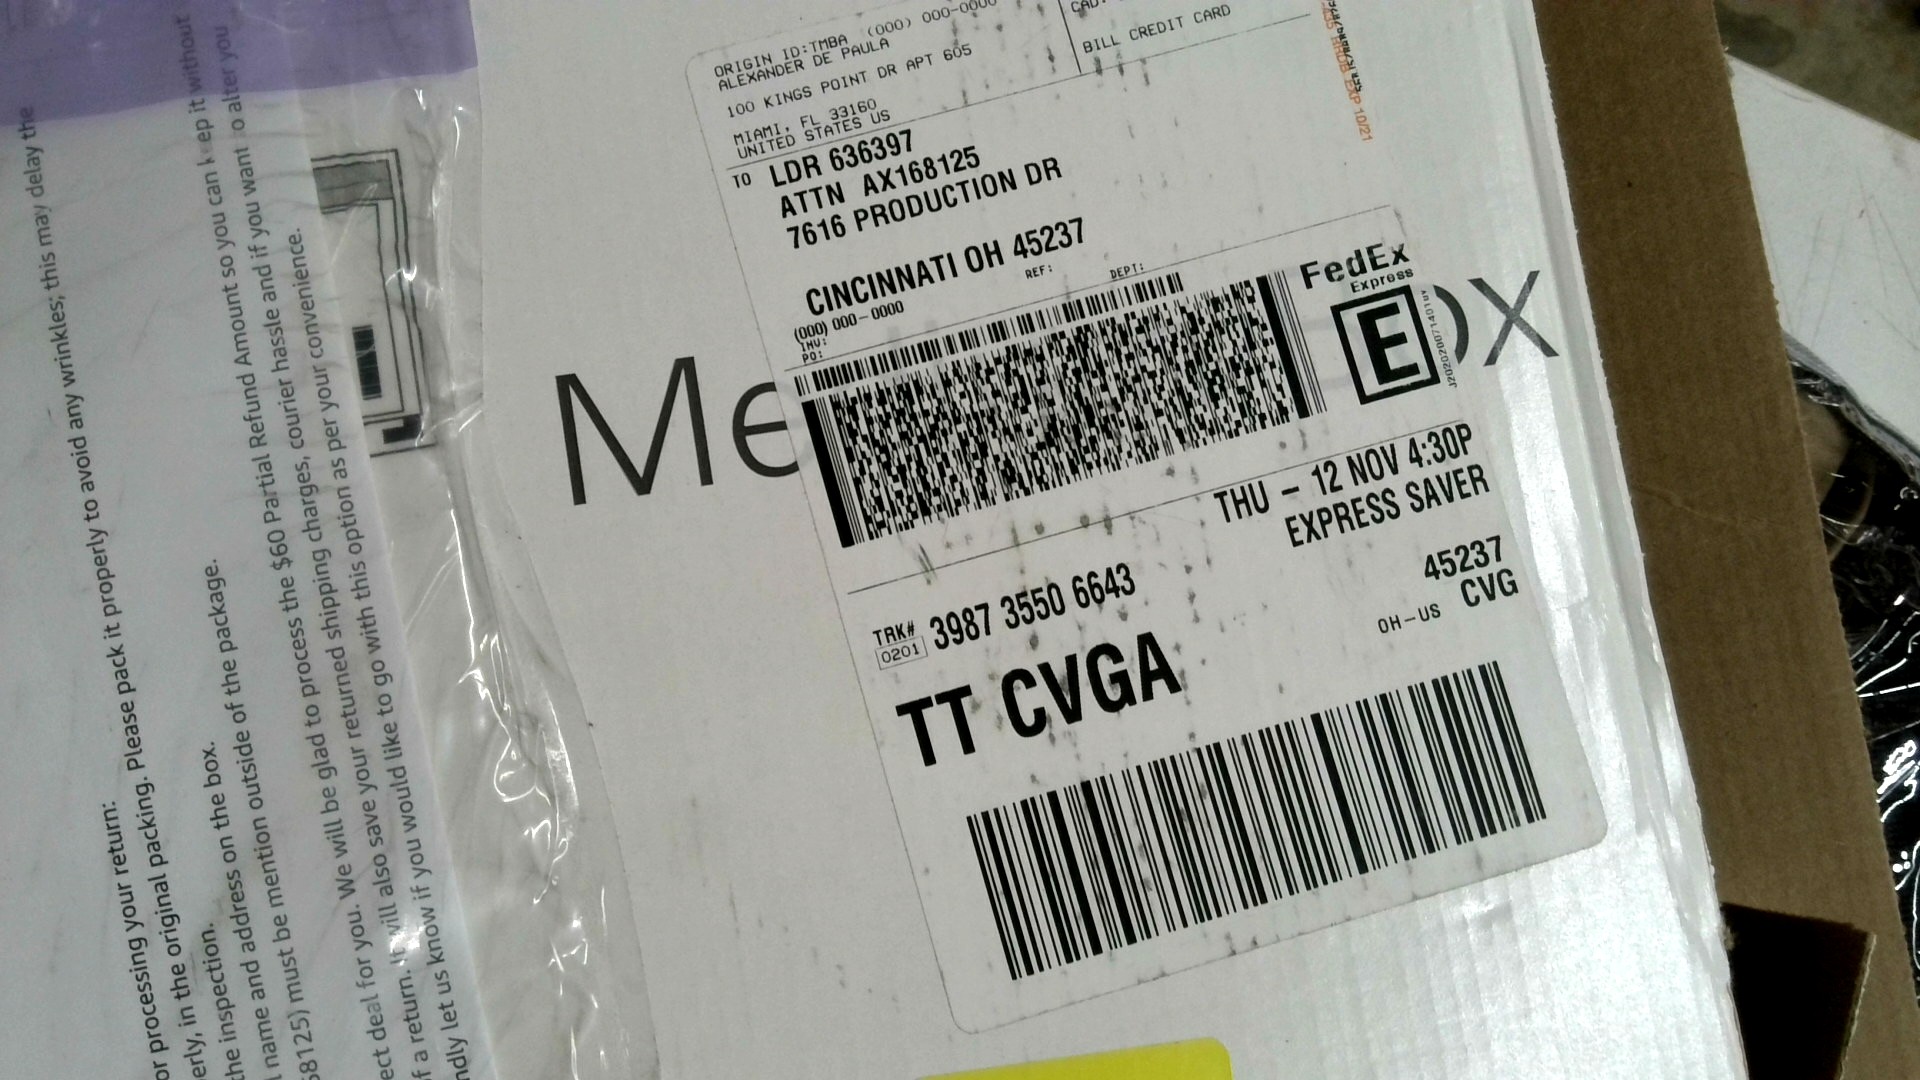 ORIGIN ID:TMBA (000) 000-0000
ALEXANDER DE PAULA
100 KINGS POINT DR APT 605
MIAMI, FL 33160
UNITED STATES US
CAD:
BILL CREDIT CARD
TO LDR 636397
ATTN AX168125
7616 PRODUCTION DR
CINCINNATI OH 45237
(000) 000-0000
REF:
INV:
PO:
DEPT:
FedEx
Express
E
J202020071401uv
THU - 12 NOV 4:30P
EXPRESS SAVER
TRK# 3987 3550 6643
0201
45237
OH-US CVG
TT CVGA
Me
OX
EXP 10/21
or processing your return:
erly, in the original packing. Please pack it properly to avoid any wrinkles; this may delay the
the inspection.
name and address on the box.
68125) must be mention outside of the package.
ect deal for you. We will be glad to process the $60 Partial Refund Amount so you can keep it without
of a return. It will also save your returned shipping charges, courier hassle and if you want to alter you
ndly let us know if you would like to go with this option as per your convenience.